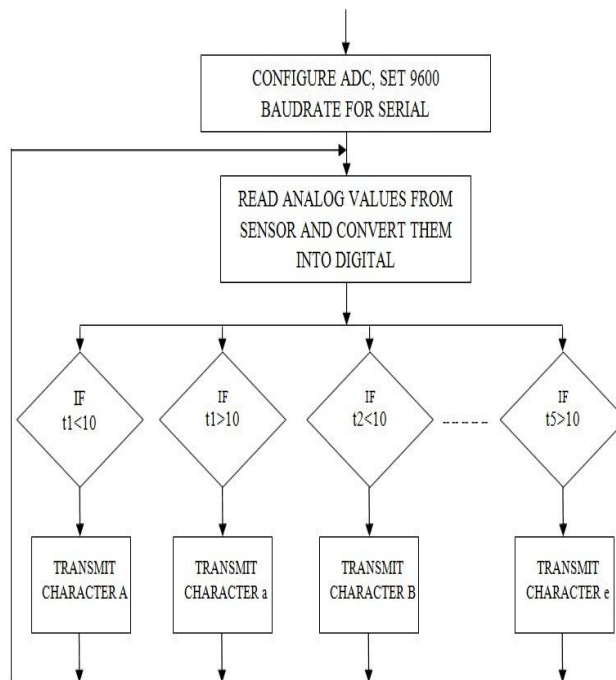 CONFIGURE ADC, SET 9600
BAUDRATE FOR SERIAL
READ ANALOG VALUES FROM
SENSOR AND CONVERT THEM
INTO DIGITAL
IF
t1<10
IF
t1>10
IF
t2<10
IF
t5>10
TRANSMIT
CHARACTER A
TRANSMIT
CHARACTER a
TRANSMIT
CHARACTER B
TRANSMIT
CHARACTER e